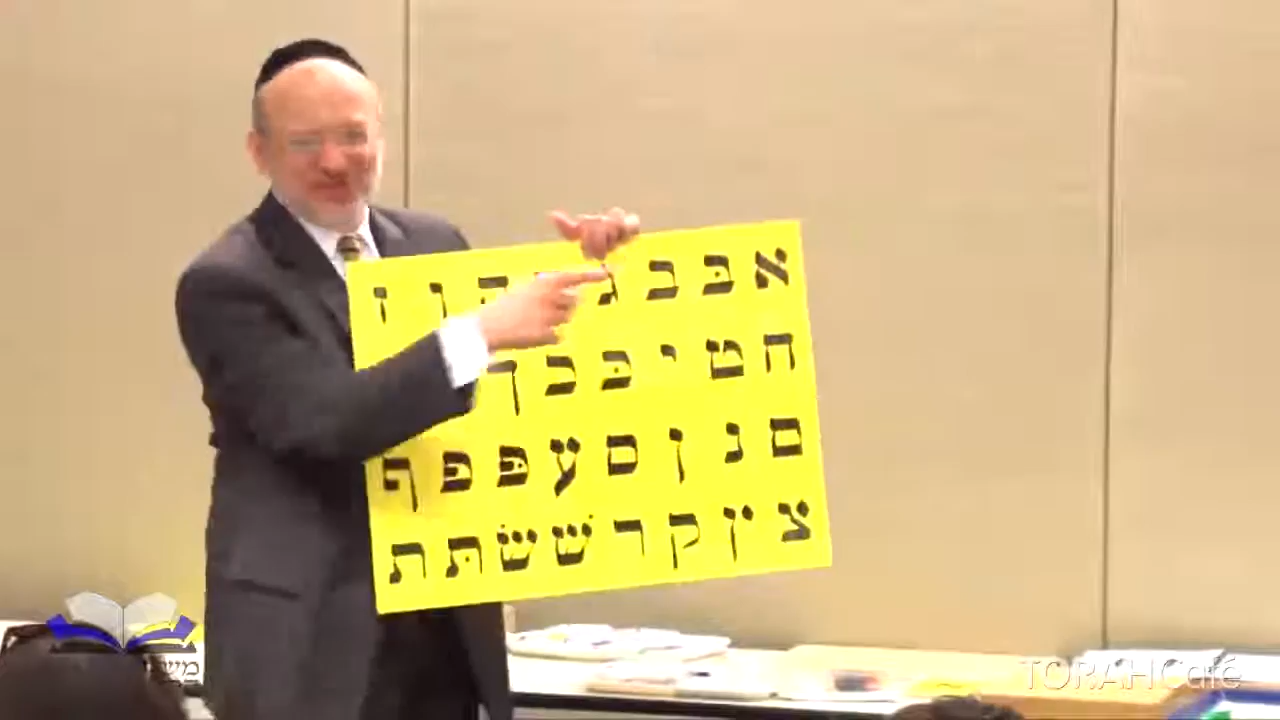 א בּ ב ג ה ו ז
ח ט י כּ כ ך
ם נ ן ס ע פּ פ ף
צ ץ ק ר שׁ שׂ תּ ת
TORAHCafé